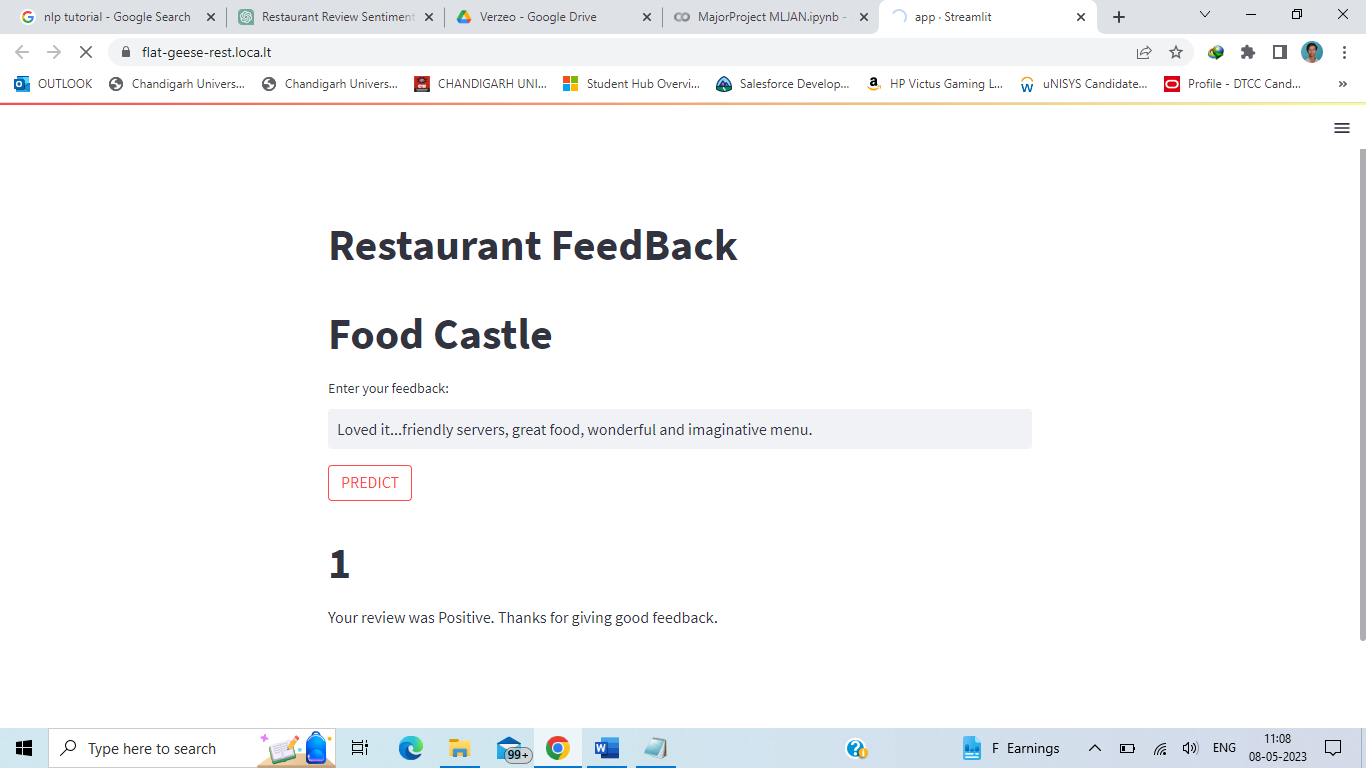 nlp tutorial - Google Search
Restaurant Review Sentiment
Verzeo - Google Drive
MajorProject MLJAN.ipynb -
app · Streamlit
flat-geese-rest.loca.lt
OUTLOOK
Chandigarh Univers...
Chandigarh Univers...
CHANDIGARH UNI...
Student Hub Overvi...
Salesforce Develop...
HP Victus Gaming L...
uNISYS Candidate...
Profile - DTCC Cand...
»
Restaurant FeedBack
Food Castle
Enter your feedback:
Loved it...friendly servers, great food, wonderful and imaginative menu.
PREDICT
1
Your review was Positive. Thanks for giving good feedback.
Type here to search
99+
F Earnings
ENG
11:08
08-05-2023